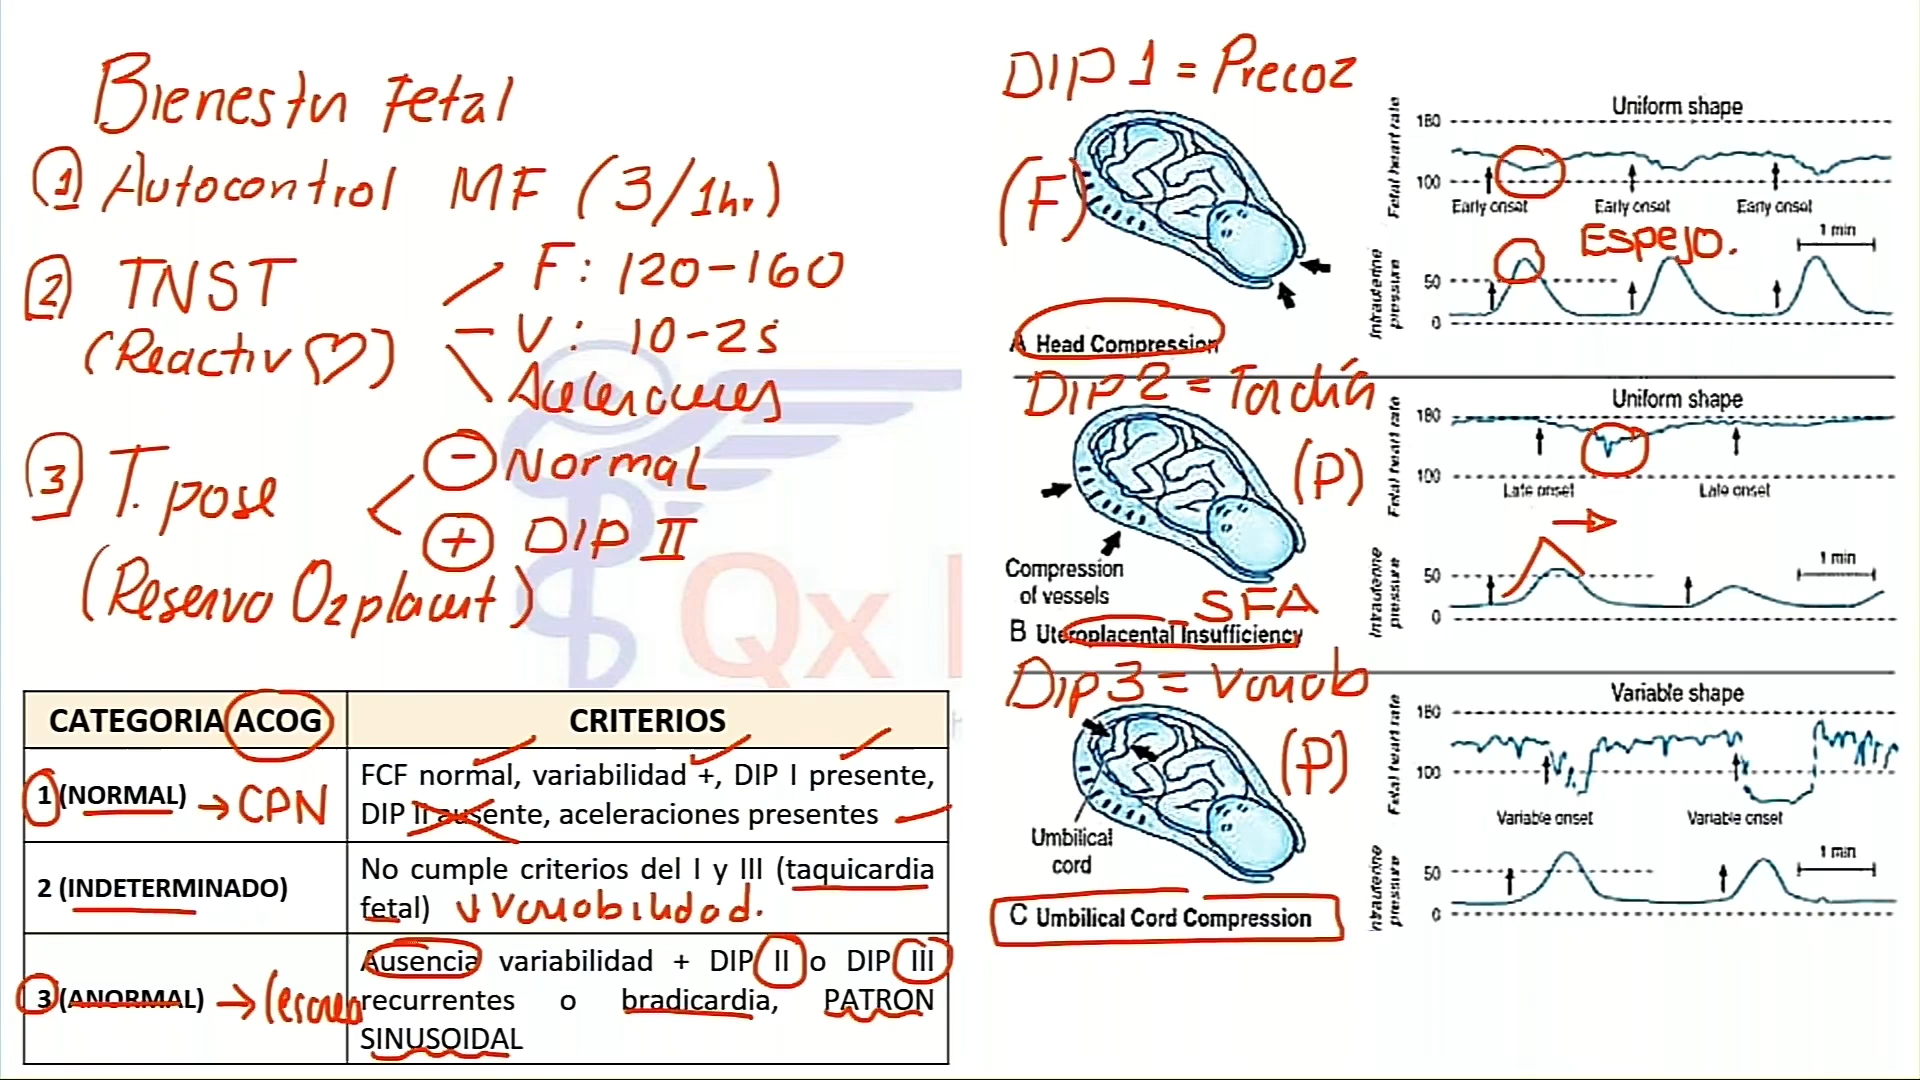 Bienestr Fetal
1 Autocontrol MF (3/1hr)
2 TNST
(Reactiv ♡)
F: 120-160
V: 10-25
Aceleraciones
3 T. pose
(Reserva O2 placent)
- Normal
+ DIP II
Qx
CATEGORIA ACOG
CRITERIOS
1 (NORMAL) → CPN
FCF normal, variabilidad +, DIP I presente,
DIP II ausente, aceleraciones presentes
2 (INDETERMINADO)
No cumple criterios del I y III (taquicardia
fetal) ↓ Variabilidad.
3 (ANORMAL) → Cesarea
Ausencia variabilidad + DIP II o DIP III
recurrentes o bradicardia, PATRON
SINUSOIDAL
DIP 1 = Precoz
(F)
A Head Compression
Uniform shape
Fetal heart rate
180
100
Early onset
Early onset
Early onset
Espejo.
1 min
Intrauterine
pressure
50
0
DIP 2 = Tardía
(P)
Compression
of vessels
SFA
B Uteroplacental Insufficiency
Uniform shape
Fetal heart rate
180
100
Late onset
Late onset
1 min
Intrauterine
pressure
50
0
Dip 3 = Variab
(P)
Umbilical
cord
C Umbilical Cord Compression
Variable shape
Fetal heart rate
180
100
Variable onset
Variable onset
1 min
Intrauterine
pressure
50
0